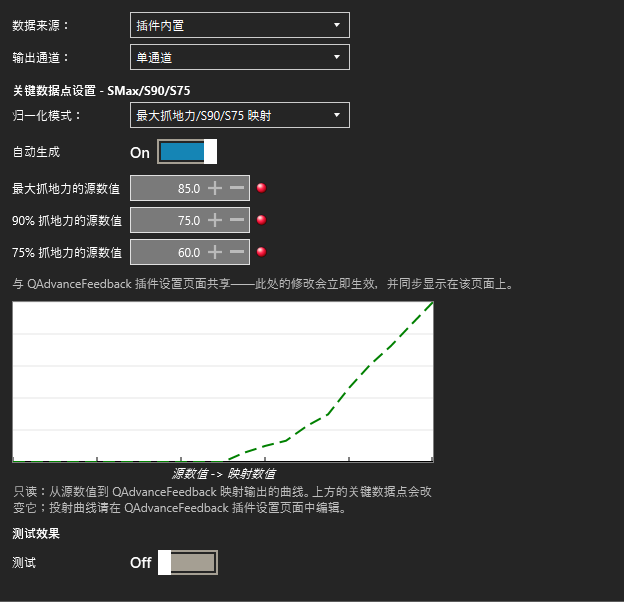 数据来源：
插件内置
输出通道：
单通道
关键数据点设置 - SMax/S90/S75
归一化模式：
最大抓地力/S90/S75 映射
自动生成
On
最大抓地力的源数值
85.0
90% 抓地力的源数值
75.0
75% 抓地力的源数值
60.0
与 QAdvanceFeedback 插件设置页面共享——此处的修改会立即生效，并同步显示在该页面上。
源数值 -> 映射数值
只读：从源数值到 QAdvanceFeedback 映射输出的曲线。上方的关键数据点会改
变它；投射曲线请在 QAdvanceFeedback 插件设置页面中编辑。
测试效果
测试
Off